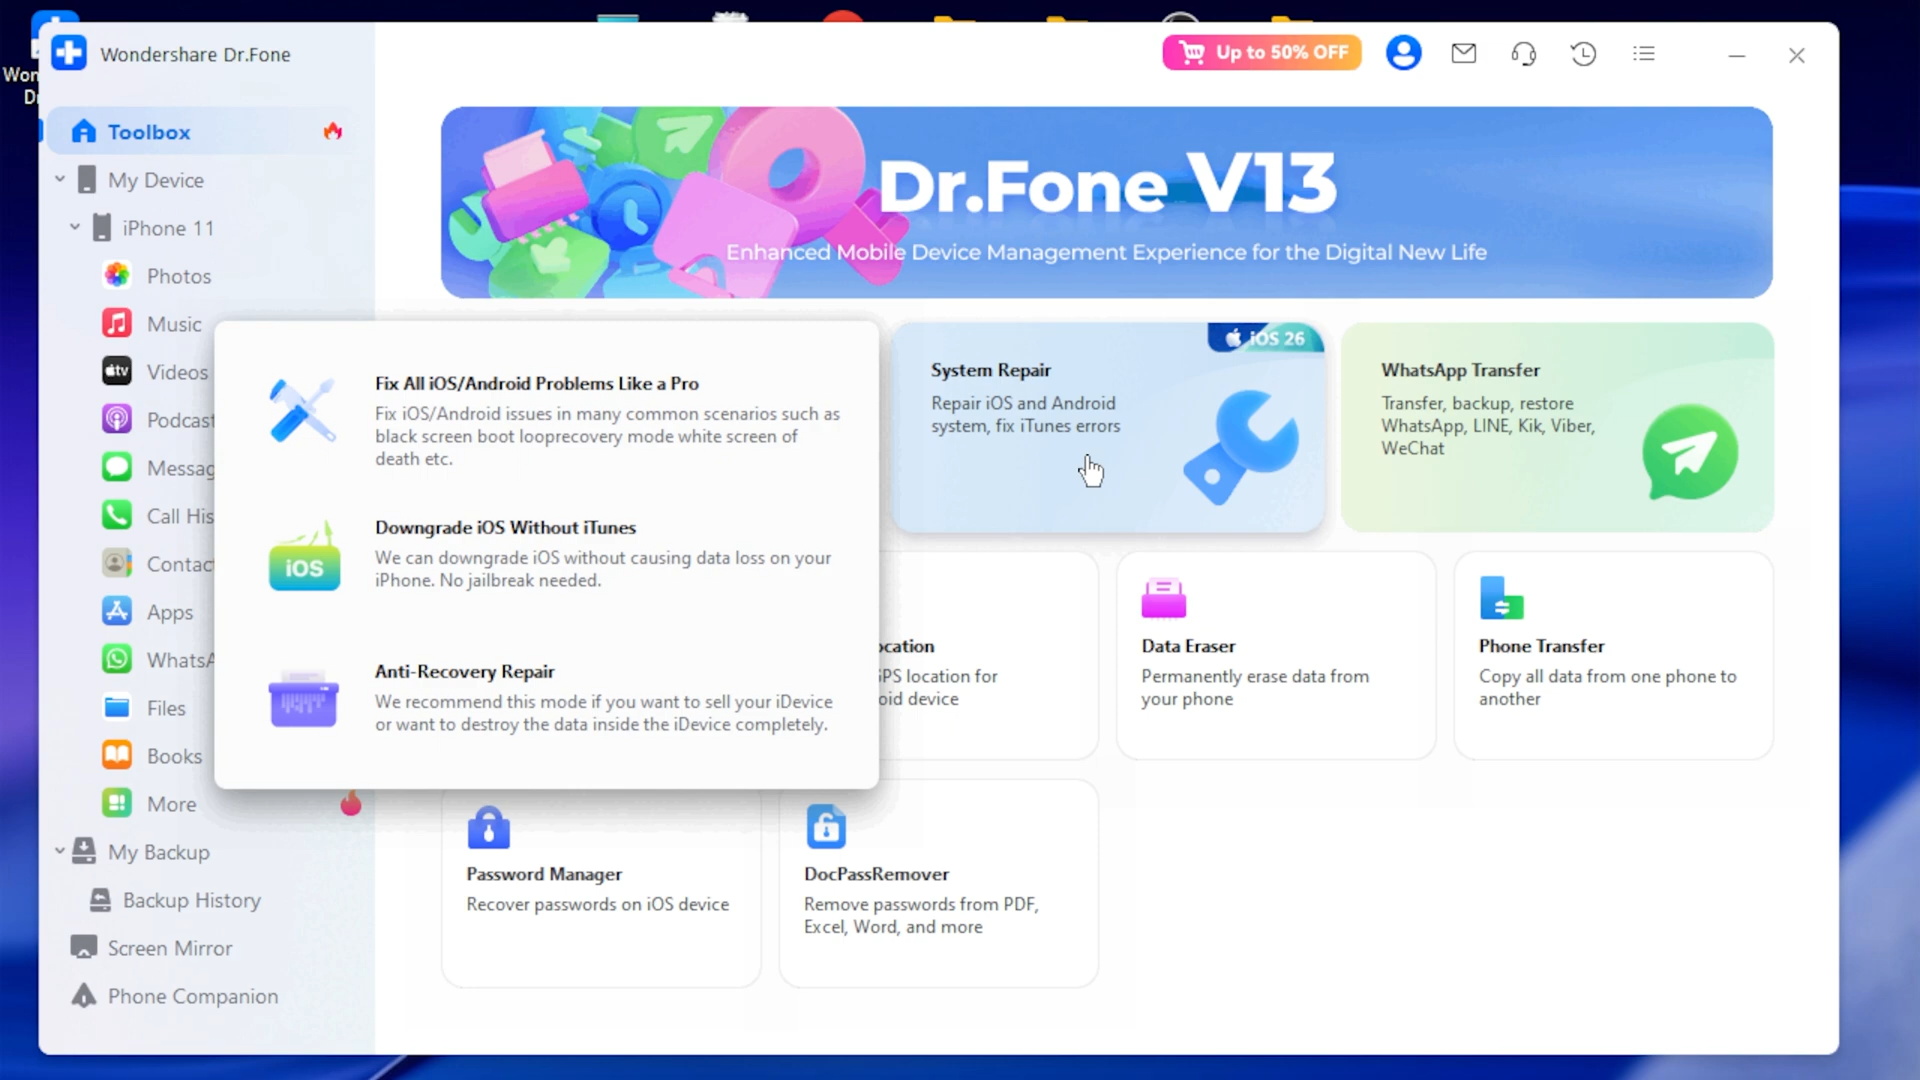 Wondershare Dr.Fone
Up to 50% OFF
Toolbox
My Device
iPhone 11
Photos
Music
Videos
Podcast
Messag
Call His
Contac
Apps
WhatsA
Files
Books
More
My Backup
Backup History
Screen Mirror
Phone Companion
Dr.Fone V13
Enhanced Mobile Device Management Experience for the Digital New Life
Fix All iOS/Android Problems Like a Pro
Fix iOS/Android issues in many common scenarios such as
black screen boot looprecovery mode white screen of
death etc.
iOS
Downgrade iOS Without iTunes
We can downgrade iOS without causing data loss on your
iPhone. No jailbreak needed.
Anti-Recovery Repair
We recommend this mode if you want to sell your iDevice
or want to destroy the data inside the iDevice completely.
iOS 26
System Repair
Repair iOS and Android
system, fix iTunes errors
WhatsApp Transfer
Transfer, backup, restore
WhatsApp, LINE, Kik, Viber,
WeChat
ocation
GPS location for
oid device
Data Eraser
Permanently erase data from
your phone
Phone Transfer
Copy all data from one phone to
another
Password Manager
Recover passwords on iOS device
DocPassRemover
Remove passwords from PDF,
Excel, Word, and more
Won
Dr
tv